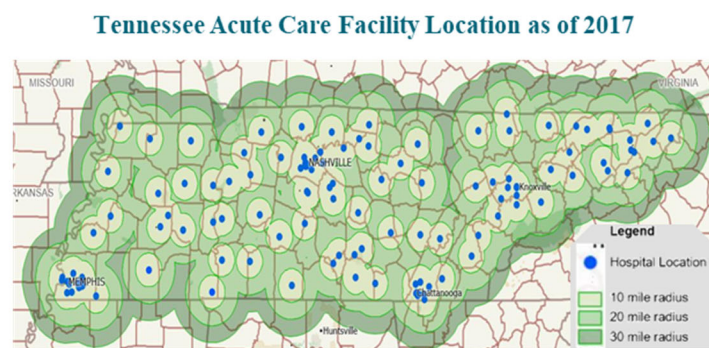 Tennessee Acute Care Facility Location as of 2017
MISSOURI
VIRGINIA
NASHVILLE
ARKANSAS
Knoxville
MEMPHIS
Chattanooga
Huntsville
Legend
Hospital Location
10 mile radius
20 mile radius
30 mile radius